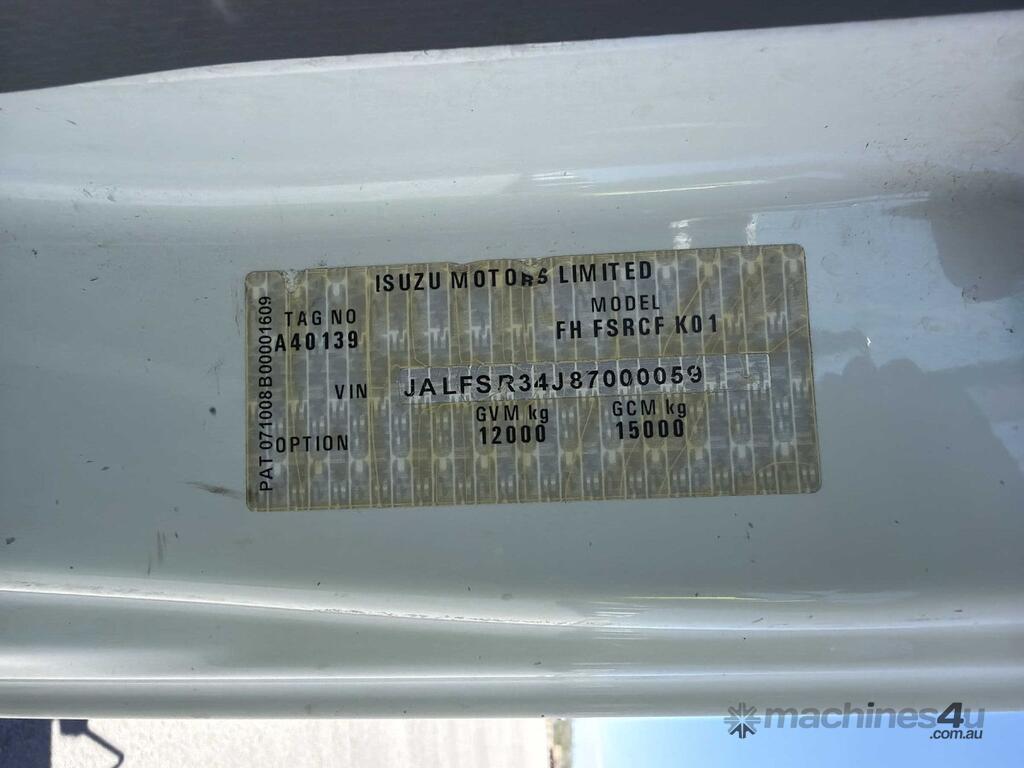 ISUZU MOTORS LIMITED
TAG NO
A40139
MODEL
FH FSRCF K01
VIN JALFSR34J87000059
GVM kg
12000
GCM kg
15000
OPTION
PAT 071008B00001609
machines4u
.com.au